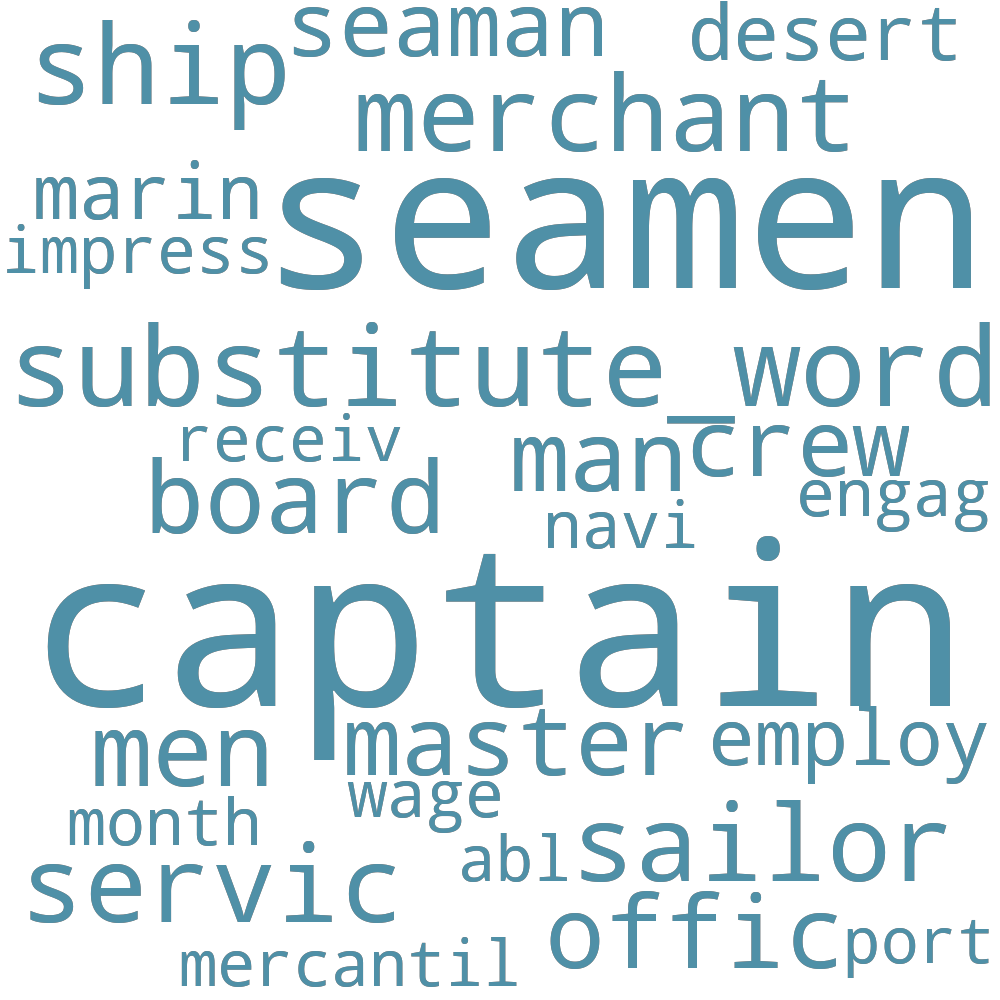 ship seaman desert
merchant
marin seamen
impress
substitute_word
receiv man crew
board engag
navi
captain
men master employ
wage
month sailor
servic abl
offic port
mercantil